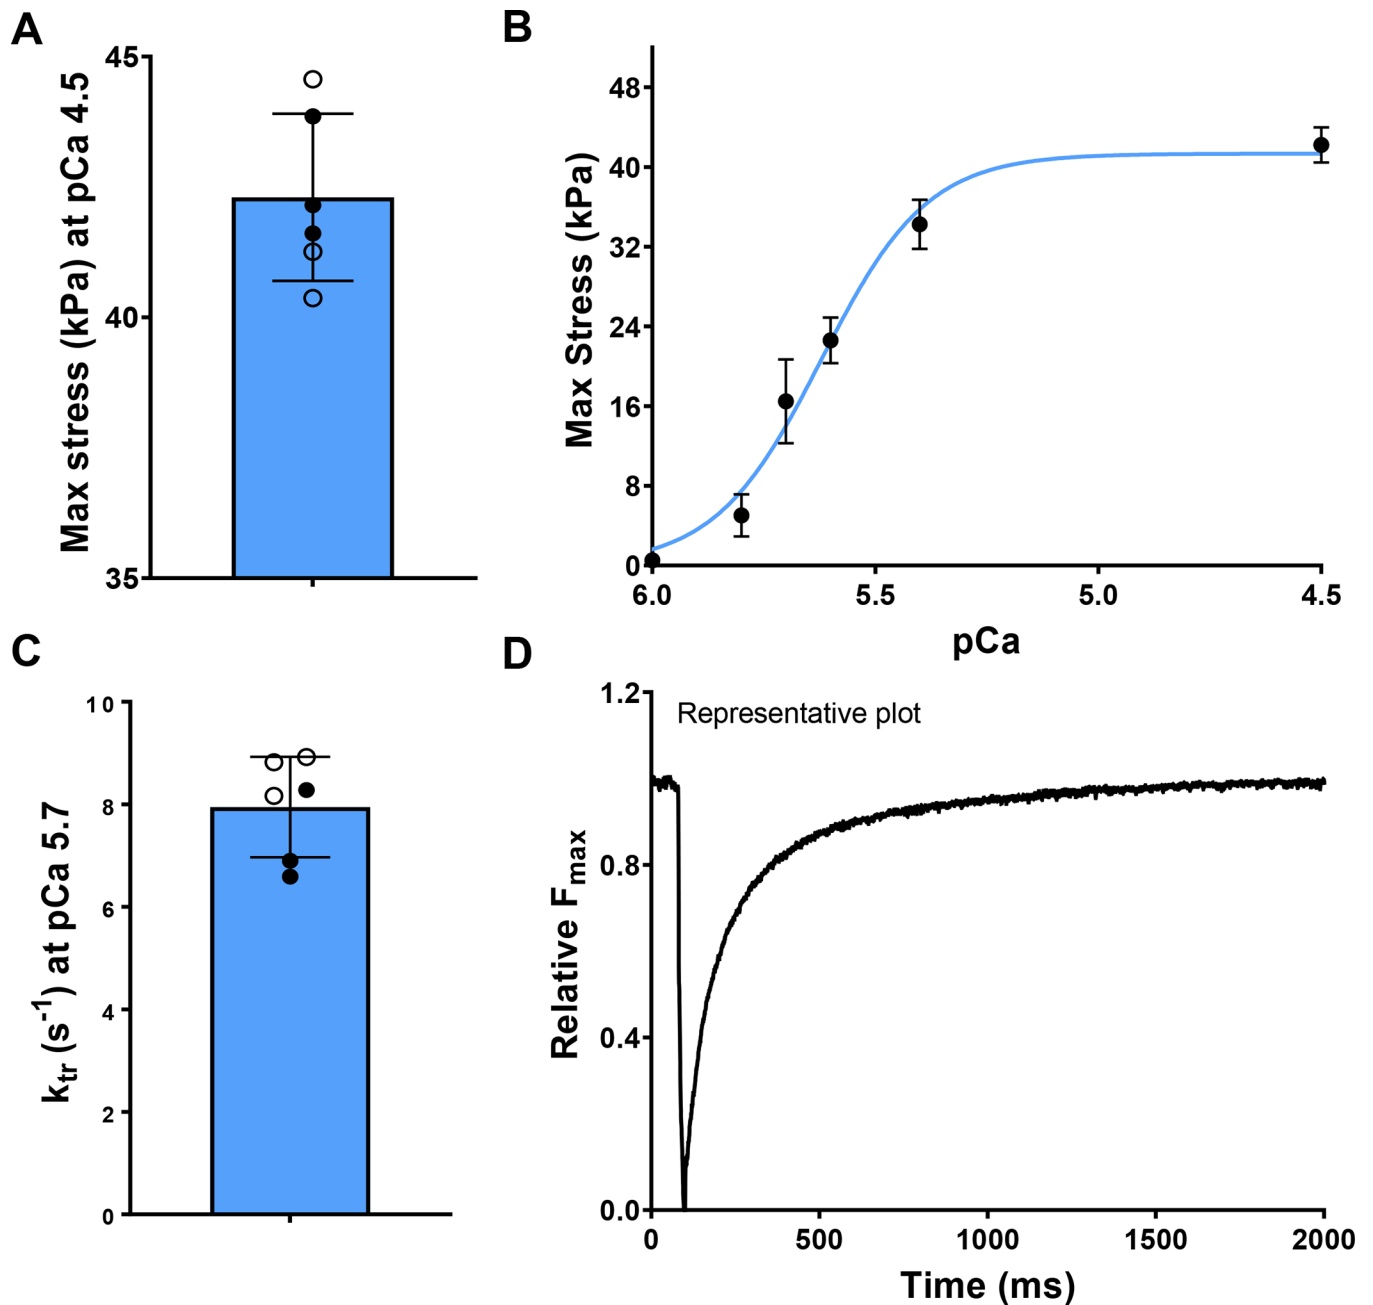 A
Max stress (kPa) at pCa 4.5
45
40
35
B
Max Stress (kPa)
48
40
32
24
16
8
0
6.0 5.5 5.0 4.5
pCa
C
ktr (s-1) at pCa 5.7
10
8
6
4
2
0
D
Representative plot
Relative Fmax
1.2
0.8
0.4
0.0
0 500 1000 1500 2000
Time (ms)